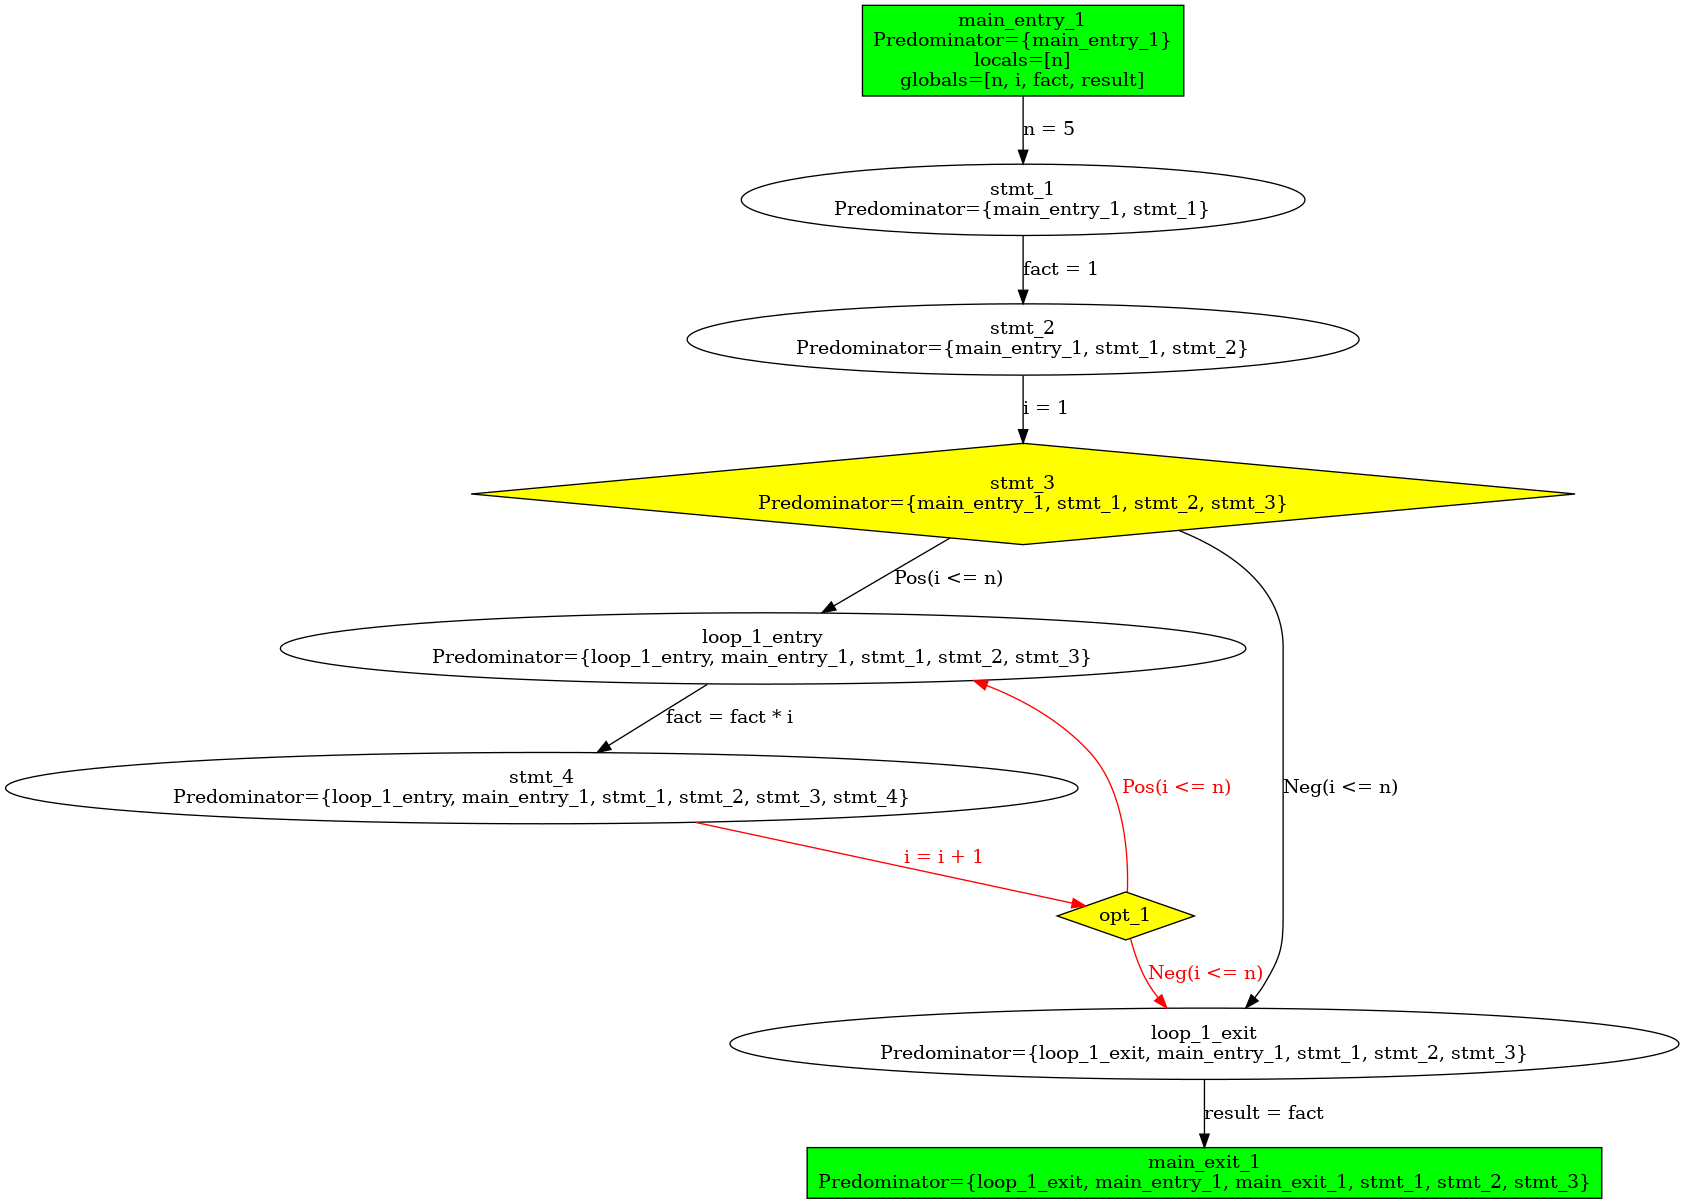 main_entry_1
Predominator={main_entry_1}
locals=[n]
globals=[n, i, fact, result]
n = 5
stmt_1
Predominator={main_entry_1, stmt_1}
fact = 1
stmt_2
Predominator={main_entry_1, stmt_1, stmt_2}
i = 1
stmt_3
Predominator={main_entry_1, stmt_1, stmt_2, stmt_3}
Pos(i <= n)
loop_1_entry
Predominator={loop_1_entry, main_entry_1, stmt_1, stmt_2, stmt_3}
fact = fact * i
stmt_4
Predominator={loop_1_entry, main_entry_1, stmt_1, stmt_2, stmt_3, stmt_4}
Pos(i <= n)
Neg(i <= n)
i = i + 1
opt_1
Neg(i <= n)
loop_1_exit
Predominator={loop_1_exit, main_entry_1, stmt_1, stmt_2, stmt_3}
result = fact
main_exit_1
Predominator={loop_1_exit, main_entry_1, main_exit_1, stmt_1, stmt_2, stmt_3}